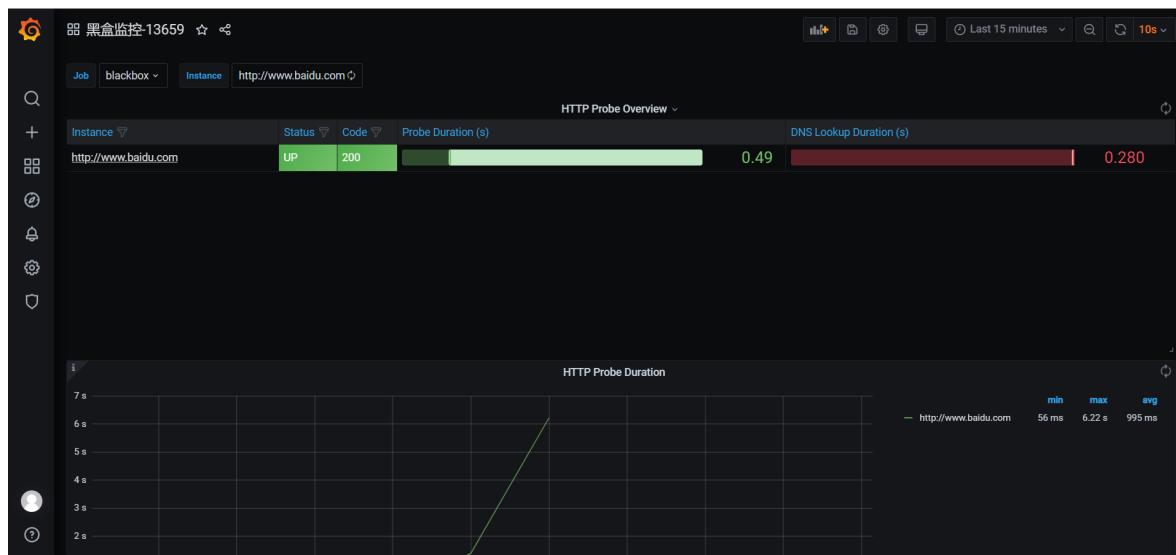 黑盒监控-13659
Last 15 minutes
10s
Job
blackbox
Instance
http://www.baidu.com
HTTP Probe Overview
Instance
Status
Code
Probe Duration (s)
DNS Lookup Duration (s)
http://www.baidu.com
UP
200
0.49
0.280
i
HTTP Probe Duration
7 s
6 s
5 s
4 s
3 s
2 s
min
max
avg
http://www.baidu.com
56 ms
6.22 s
995 ms